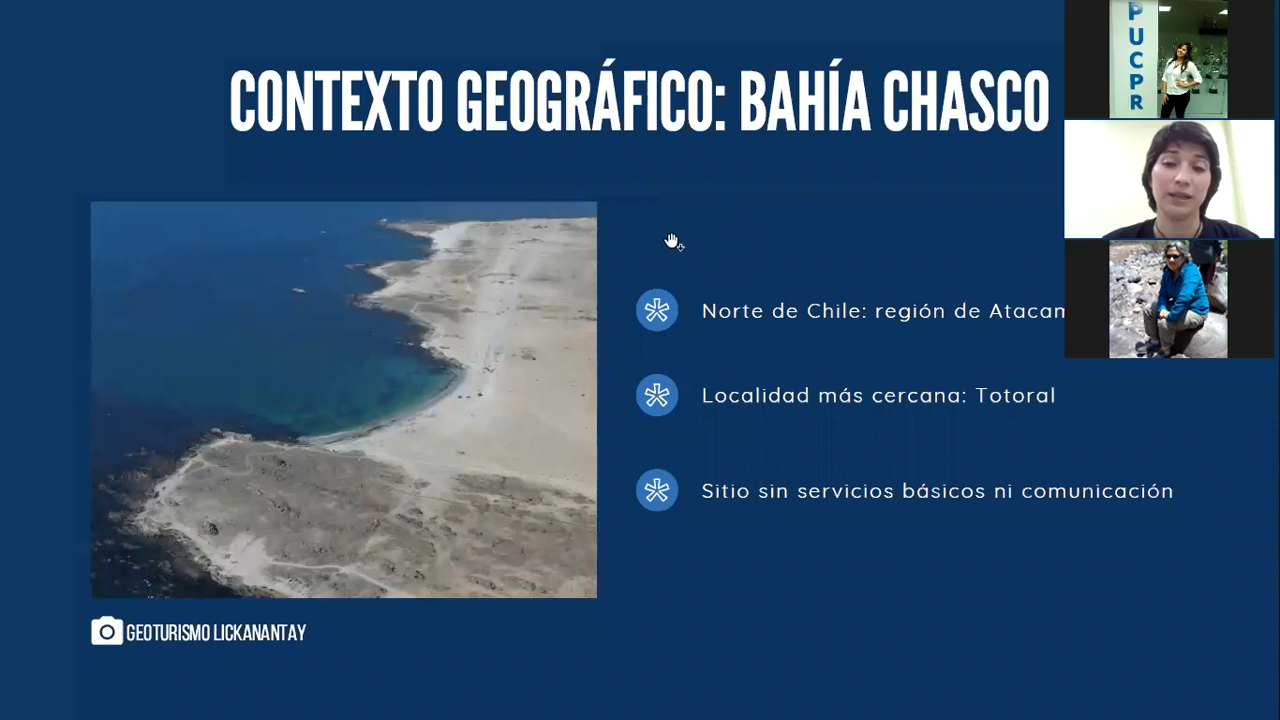 CONTEXTO GEOGRÁFICO: BAHÍA CHASCO
PUCPR
Norte de Chile: región de Atacam
Localidad más cercana: Totoral
Sitio sin servicios básicos ni comunicación
GEOTURISMO LICKANANTAY